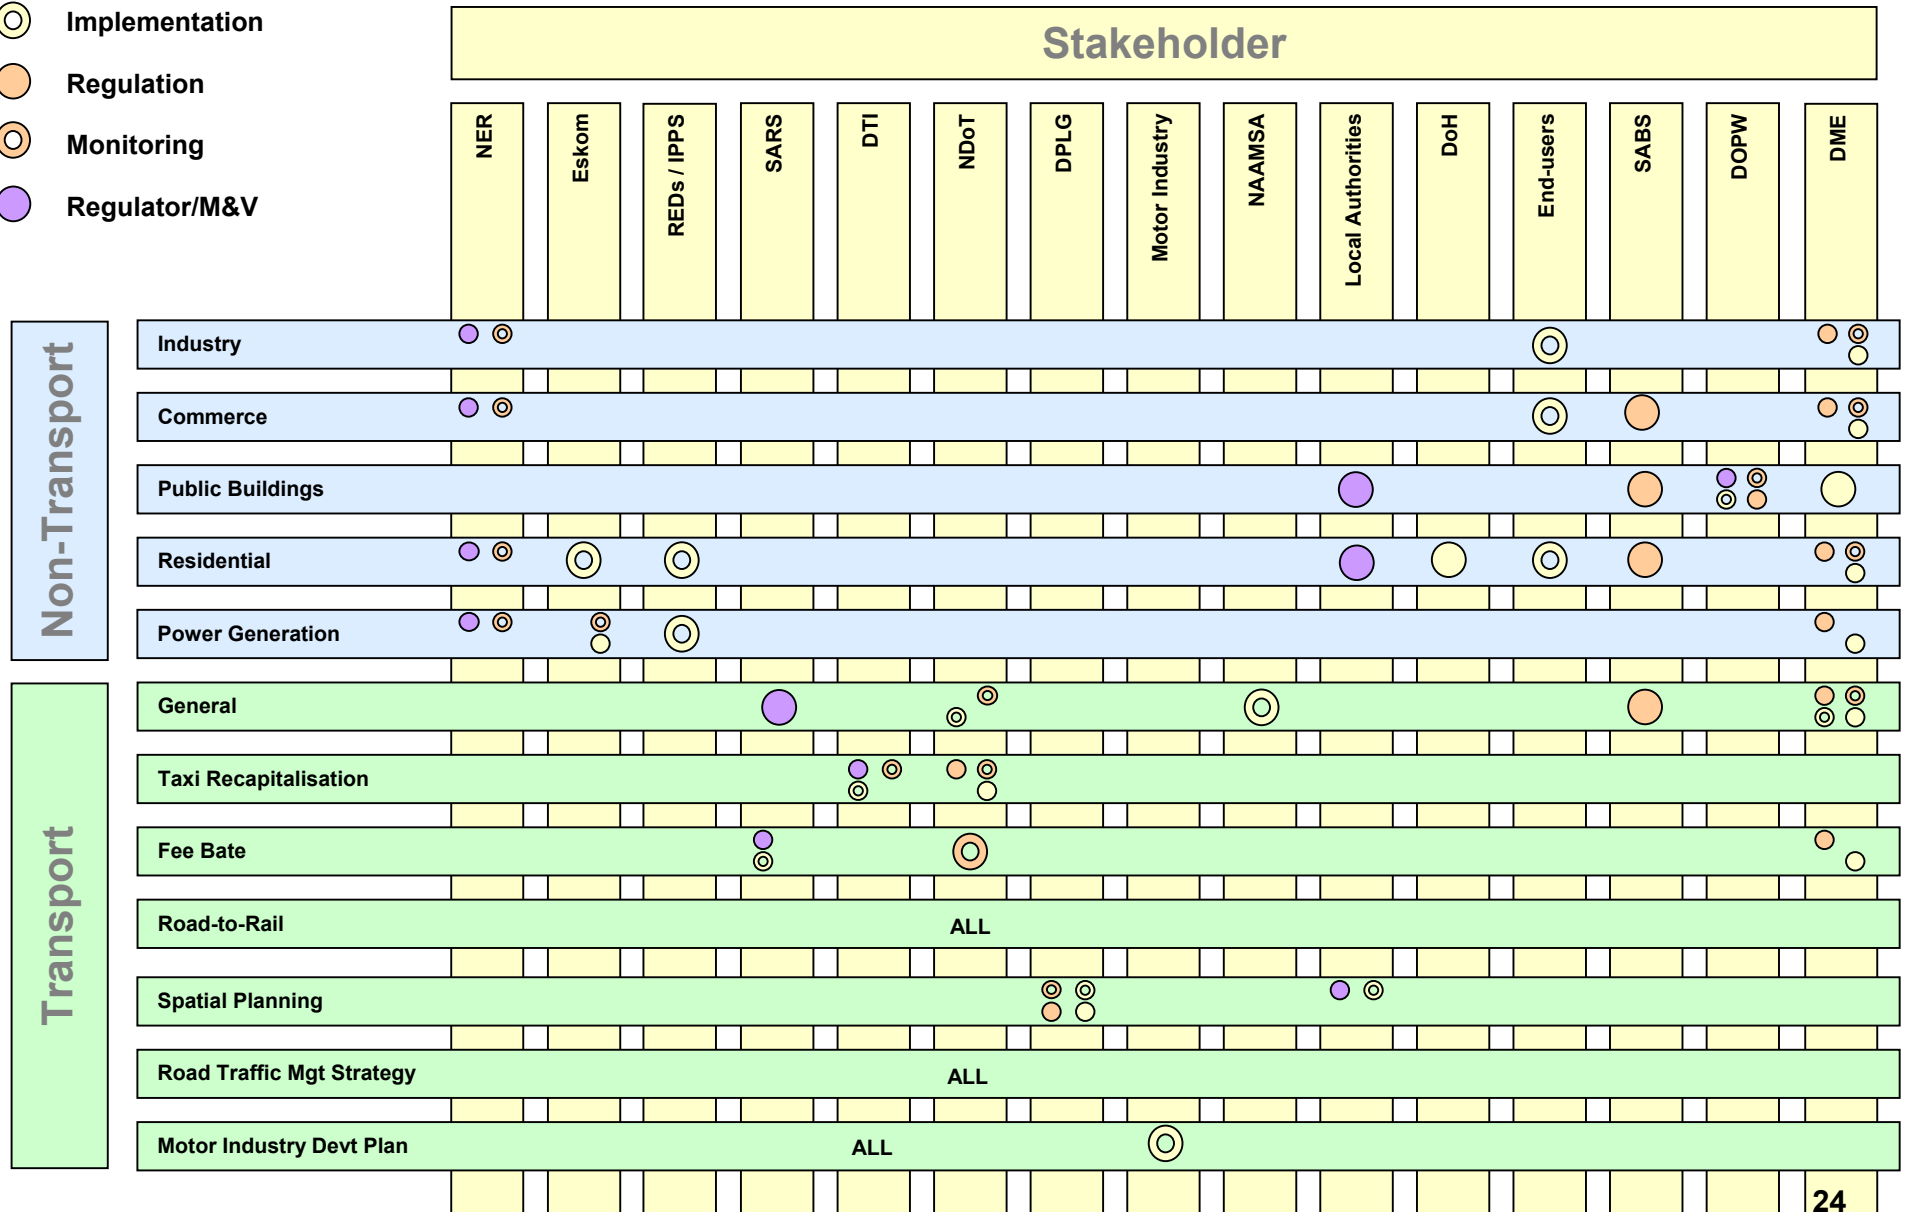 Implementation
Regulation
Monitoring
Regulator/M&V
Stakeholder
NER
Eskom
REDs / IPPS
SARS
DTI
NDoT
DPLG
Motor Industry
NAAMSA
Local Authorities
DoH
End-users
SABS
DOPW
DME
Non-Transport
Industry
Commerce
Public Buildings
Residential
Power Generation
Transport
General
Taxi Recapitalisation
Fee Bate
Road-to-Rail ALL
Spatial Planning
Road Traffic Mgt Strategy ALL
Motor Industry Devt Plan ALL
24